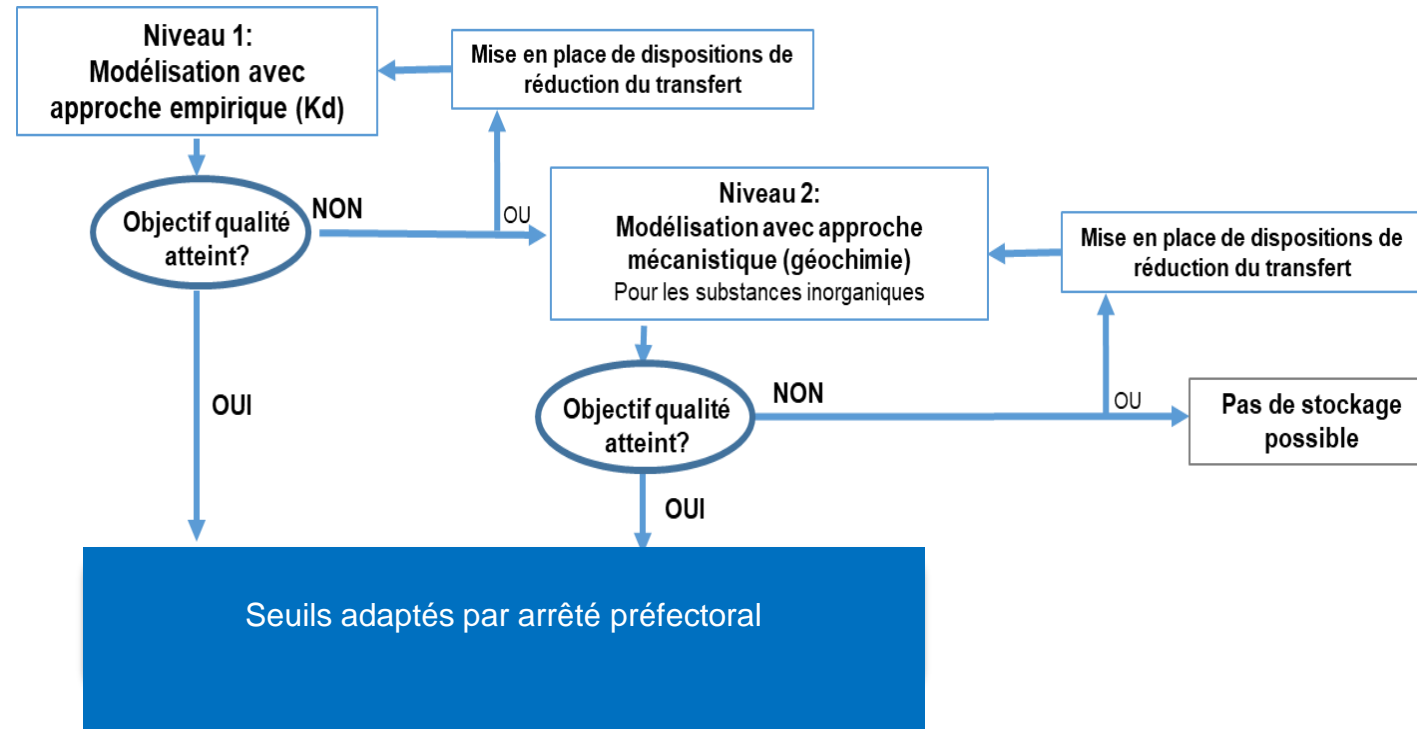 Niveau 1:
Modélisation avec
approche empirique (Kd)
Mise en place de dispositions de
réduction du transfert
Objectif qualité
atteint?
NON
OU
Niveau 2:
Modélisation avec approche
mécanistique (géochimie)
Pour les substances inorganiques
Mise en place de dispositions de
réduction du transfert
OUI
Objectif qualité
atteint?
NON
OU
Pas de stockage
possible
OUI
Seuils adaptés par arrêté préfectoral